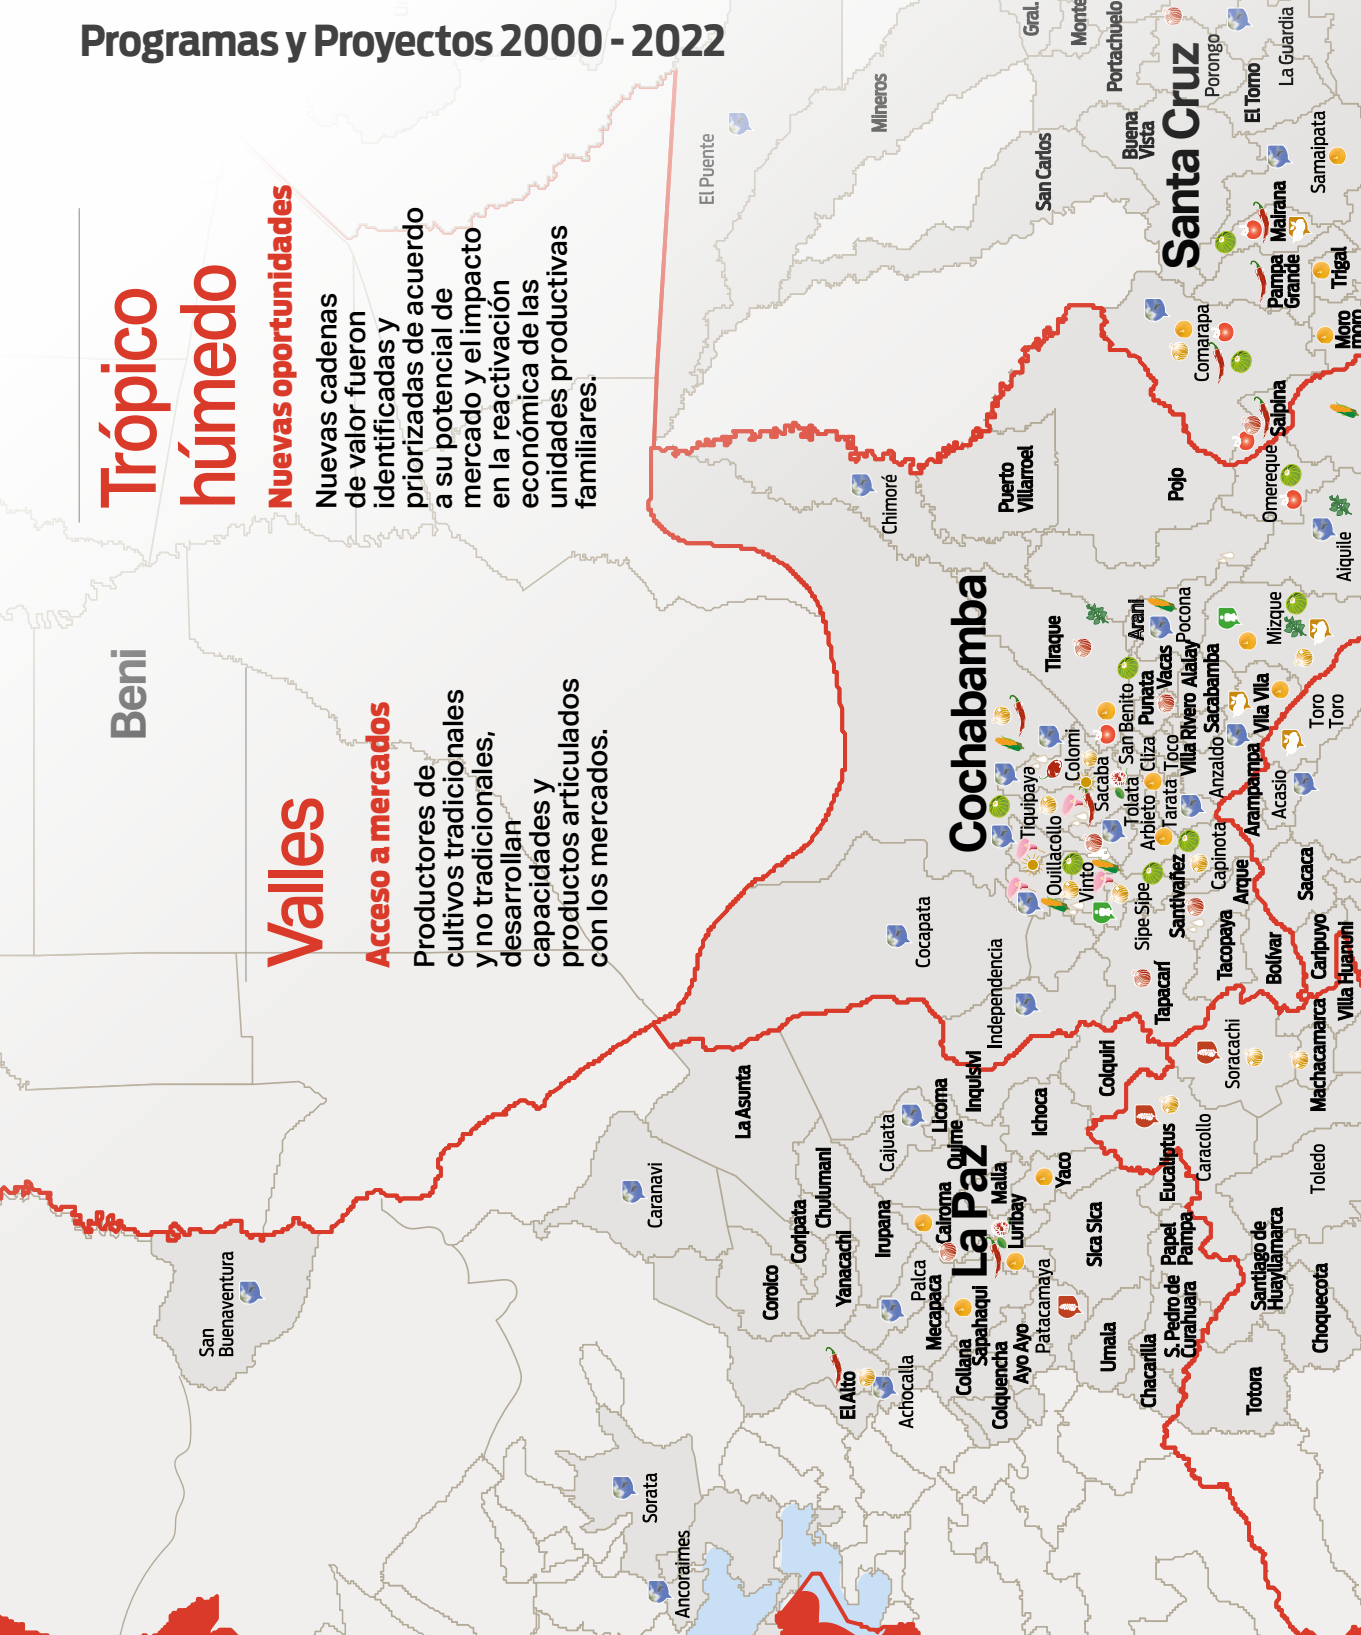 Programas y Proyectos 2000 - 2022
Trópico
húmedo
Nuevas oportunidades
Nuevas cadenas
de valor fueron
identificadas y
priorizadas de acuerdo
a su potencial de
mercado y el impacto
en la reactivación
económica de las
unidades productivas
familiares.
Valles
Acceso a mercados
Productores de
cultivos tradicionales
y no tradicionales,
desarrollan
capacidades y
productos articulados
con los mercados.
Beni
San
Buenaventura
Sorata
Ancoraimes
Caranavi
La Asunta
Coroico
Coripata
Chulumani
Yanacachi
Irupana
Cajuata
Licoma
Quime
Inquisivi
La Paz
El Alto
Achocalla
Palca
Mecapaca
Cairoma
Malla
Luribay
Yaco
Ichoca
Colquiri
Collana
Sapahaqui
Colquencha
Ayo Ayo
Patacamaya
Sica Sica
Umala
Chacarilla
S. Pedro de
Curahuara
Papel
Pampa
Eucaliptus
Caracollo
Soracachi
Machacamarca
Toledo
Santiago de
Huayllamarca
Choquecota
Totora
El Puente
Mineros
San Carlos
Buena
Vista
Portachuelo
Gral.
Monte
Santa Cruz
Porongo
El Torno
La Guardia
Samaipata
Mairana
Pampa
Grande
Trigal
Moro
moro
Comarapa
Saipina
Chimoré
Puerto
Villarroel
Pojo
Omereque
Aiquile
Cochabamba
Cocapata
Independencia
Tiraque
Arani
Pocona
Mizque
Vacas
Alalay
Punata
Villa Rivero
Sacabamba
Vila Vila
Toro
Toro
San Benito
Cliza
Toco
Anzaldo
Colomi
Sacaba
Tolata
Tarata
Arbieto
Tiquipaya
Quillacollo
Vinto
Sipe Sipe
Santivañez
Capinota
Arampampa
Acasio
Arque
Sacaca
Tacopaya
Tapacarí
Bolívar
Caripuyo
Villa Huanuni